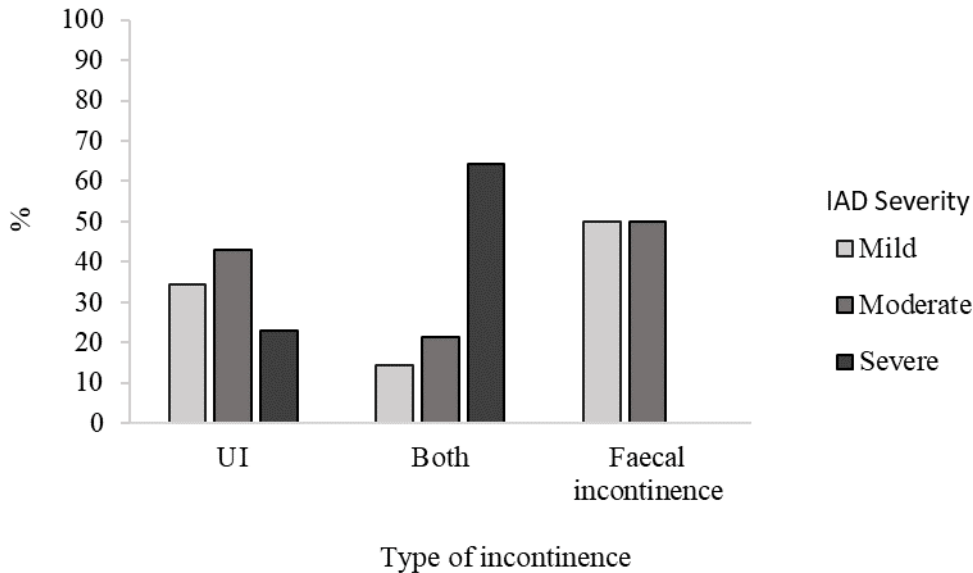 100
90
80
70
60
50
40
30
20
10
0
%
UI
Both
Faecal
incontinence
Type of incontinence
IAD Severity
Mild
Moderate
Severe